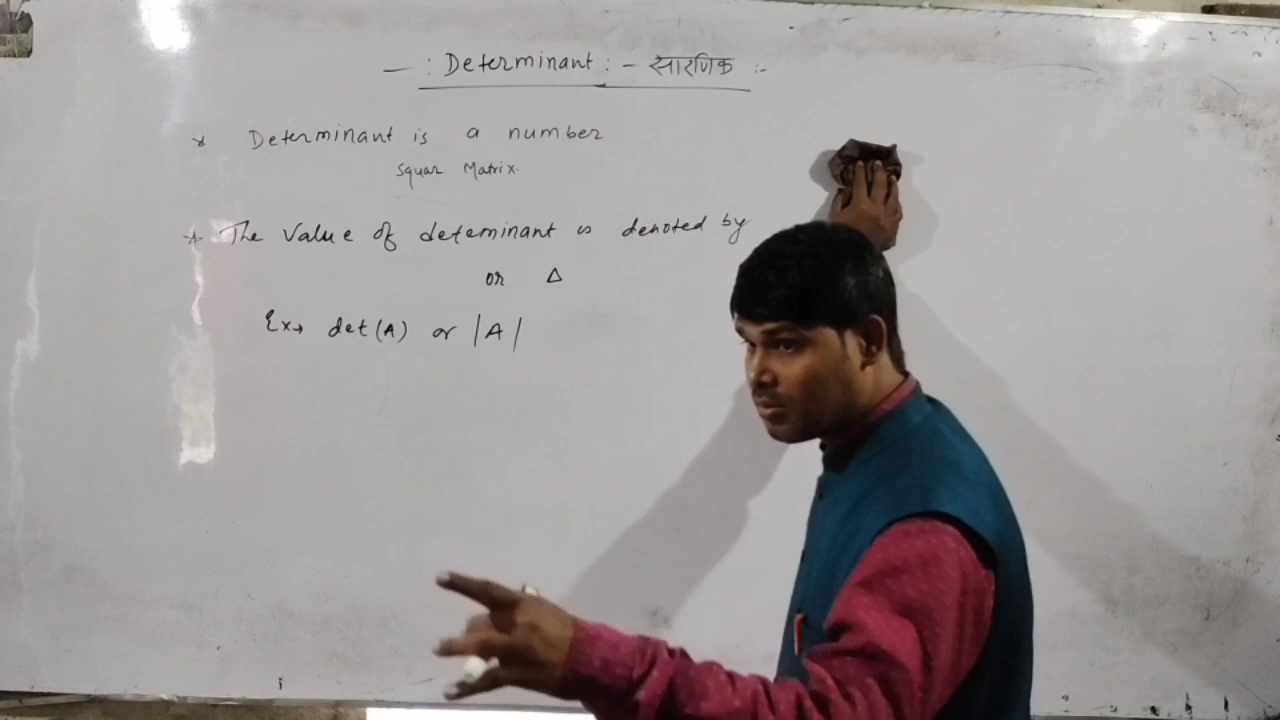 — : Determinant : - सारणिक :-
* Determinant is a number
Squar Matrix.
* The Value of deteminant is denoted by
or Δ
Ex→ det(A) or |A|